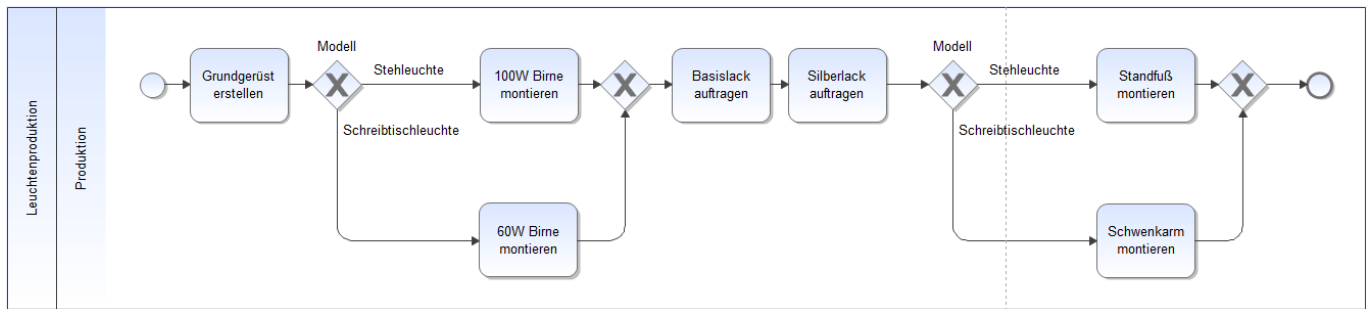 Leuchtenproduktion
Produktion
Grundgerüst
erstellen
Modell
Stehleuchte
Schreibtischleuchte
100W Birne
montieren
60W Birne
montieren
Basislack
auftragen
Silberlack
auftragen
Modell
Stehleuchte
Schreibtischleuchte
Standfuß
montieren
Schwenkarm
montieren